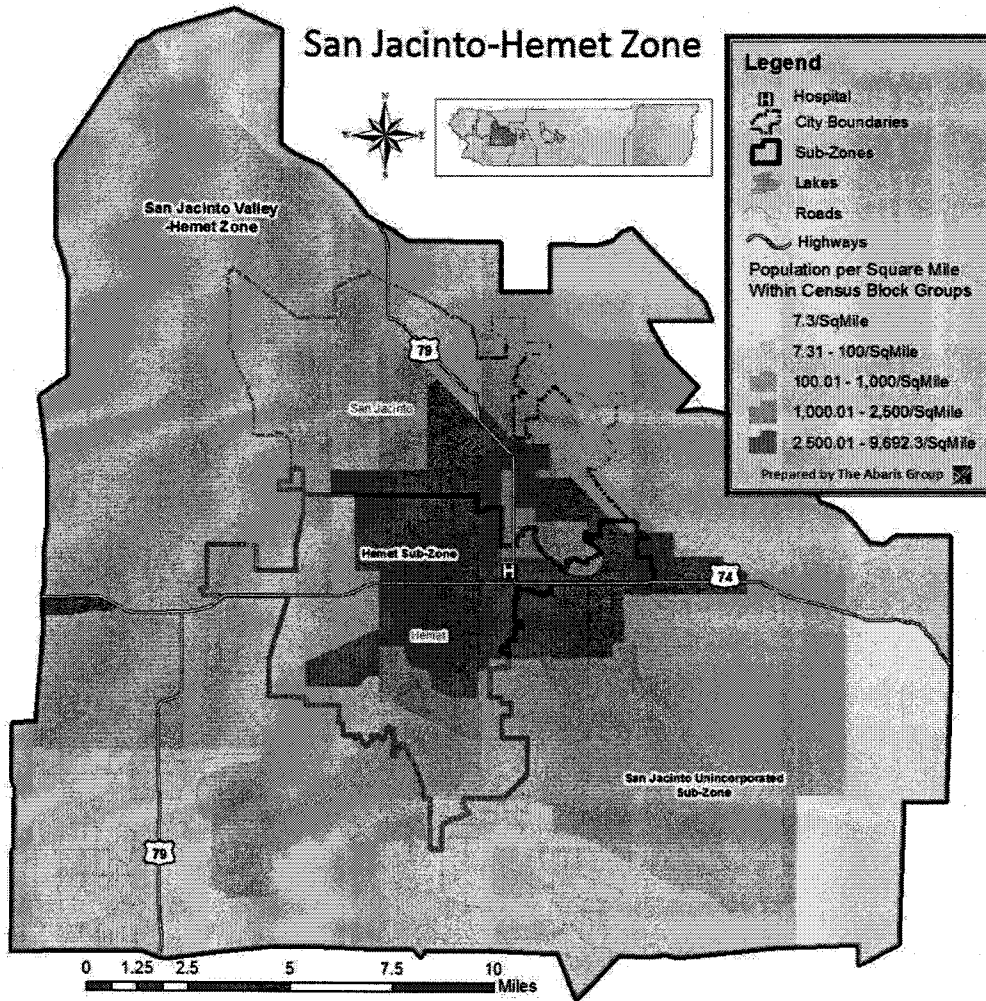 San Jacinto-Hemet Zone
Legend
H Hospital
City Boundaries
Sub-Zones
Lakes
Roads
Highways
Population per Square Mile
Within Census Block Groups
7.3/SqMile
7.31 - 100/SqMile
100.01 - 1,000/SqMile
1,000.01 - 2,500/SqMile
2,500.01 - 9,692.3/SqMile
Prepared by The Abaris Group
N
San Jacinto Valley
-Hemet Zone
79
San Jacinto
Hemet Sub-Zone
H
74
Hemet
San Jacinto Unincorporated
Sub-Zone
79
0 1.25 2.5 5 7.5 10
Miles